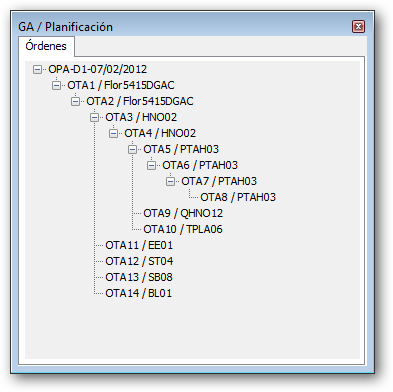 GA / Planificación
Órdenes
OPA-D1-07/02/2012
OTA1 / Flor5415DGAC
OTA2 / Flor5415DGAC
OTA3 / HNO02
OTA4 / HNO02
OTA5 / PTAH03
OTA6 / PTAH03
OTA7 / PTAH03
OTA8 / PTAH03
OTA9 / QHNO12
OTA10 / TPLA06
OTA11 / EE01
OTA12 / ST04
OTA13 / SB08
OTA14 / BL01